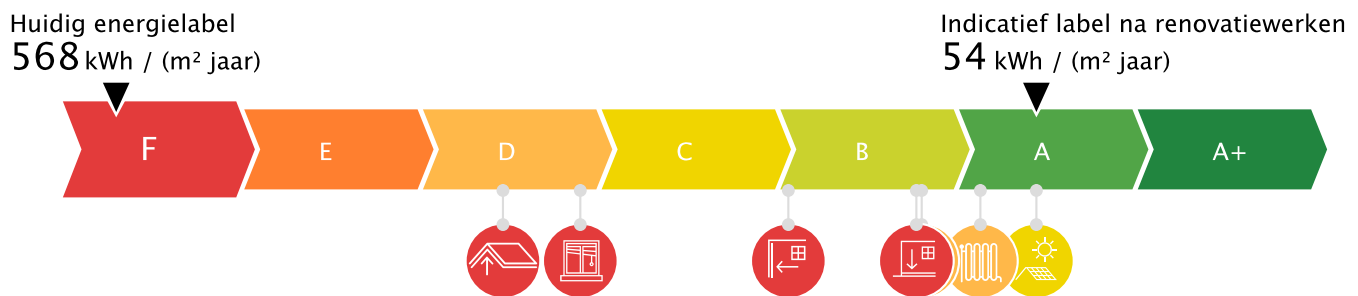 Huidig energielabel
568 kWh / (m² jaar)
Indicatief label na renovatiewerken
54 kWh / (m² jaar)
F E D C B A A+